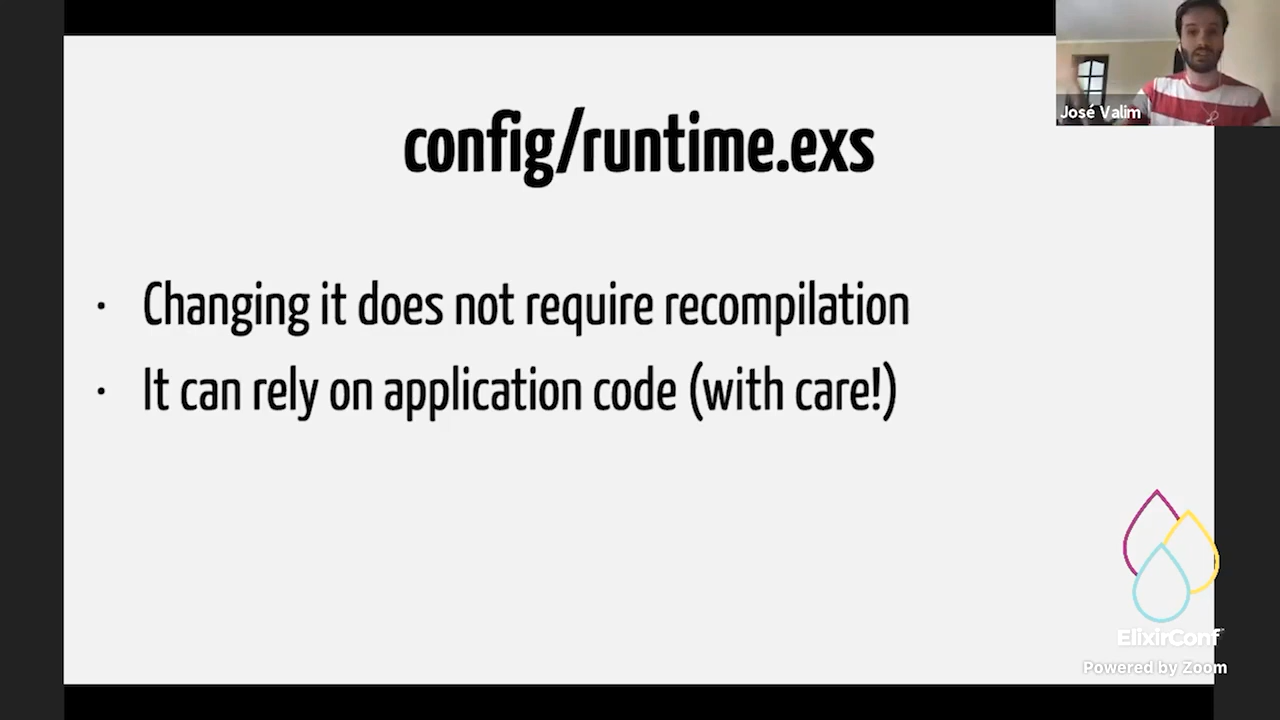 config/runtime.exs
José Valim
· Changing it does not require recompilation
· It can rely on application code (with care!)
ElixirConf
Powered by Zoom